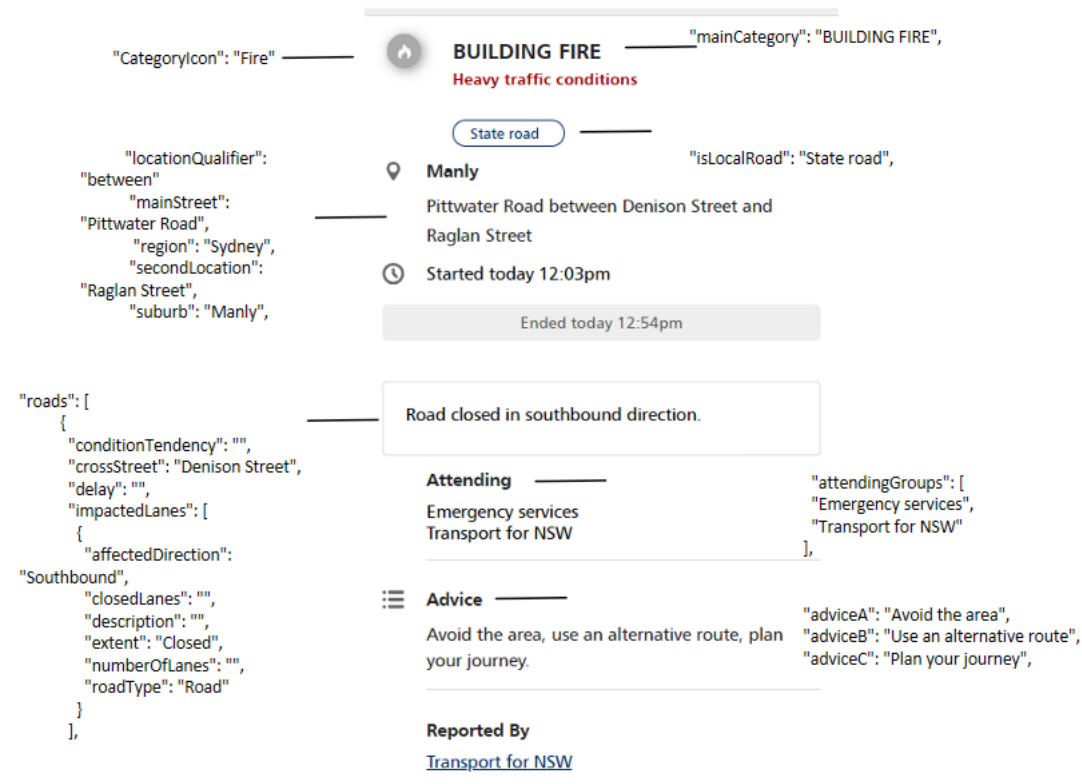 "CategoryIcon": "Fire"
BUILDING FIRE
"mainCategory": "BUILDING FIRE",
Heavy traffic conditions
State road
"isLocalRoad": "State road",
"locationQualifier":
"between"
"mainStreet":
"Pittwater Road",
"region": "Sydney",
"secondLocation":
"Raglan Street",
"suburb": "Manly",
Manly
Pittwater Road between Denison Street and
Raglan Street
Started today 12:03pm
Ended today 12:54pm
"roads": [
{
"conditionTendency": "",
"crossStreet": "Denison Street",
"delay": "",
"impactedLanes": [
{
"affectedDirection":
"Southbound",
"closedLanes": "",
"description": "",
"extent": "Closed",
"numberOfLanes": "",
"roadType": "Road"
}
],
Road closed in southbound direction.
Attending
Emergency services
Transport for NSW
"attendingGroups": [
"Emergency services",
"Transport for NSW"
],
Advice
Avoid the area, use an alternative route, plan
your journey.
"adviceA": "Avoid the area",
"adviceB": "Use an alternative route",
"adviceC": "Plan your journey",
Reported By
Transport for NSW